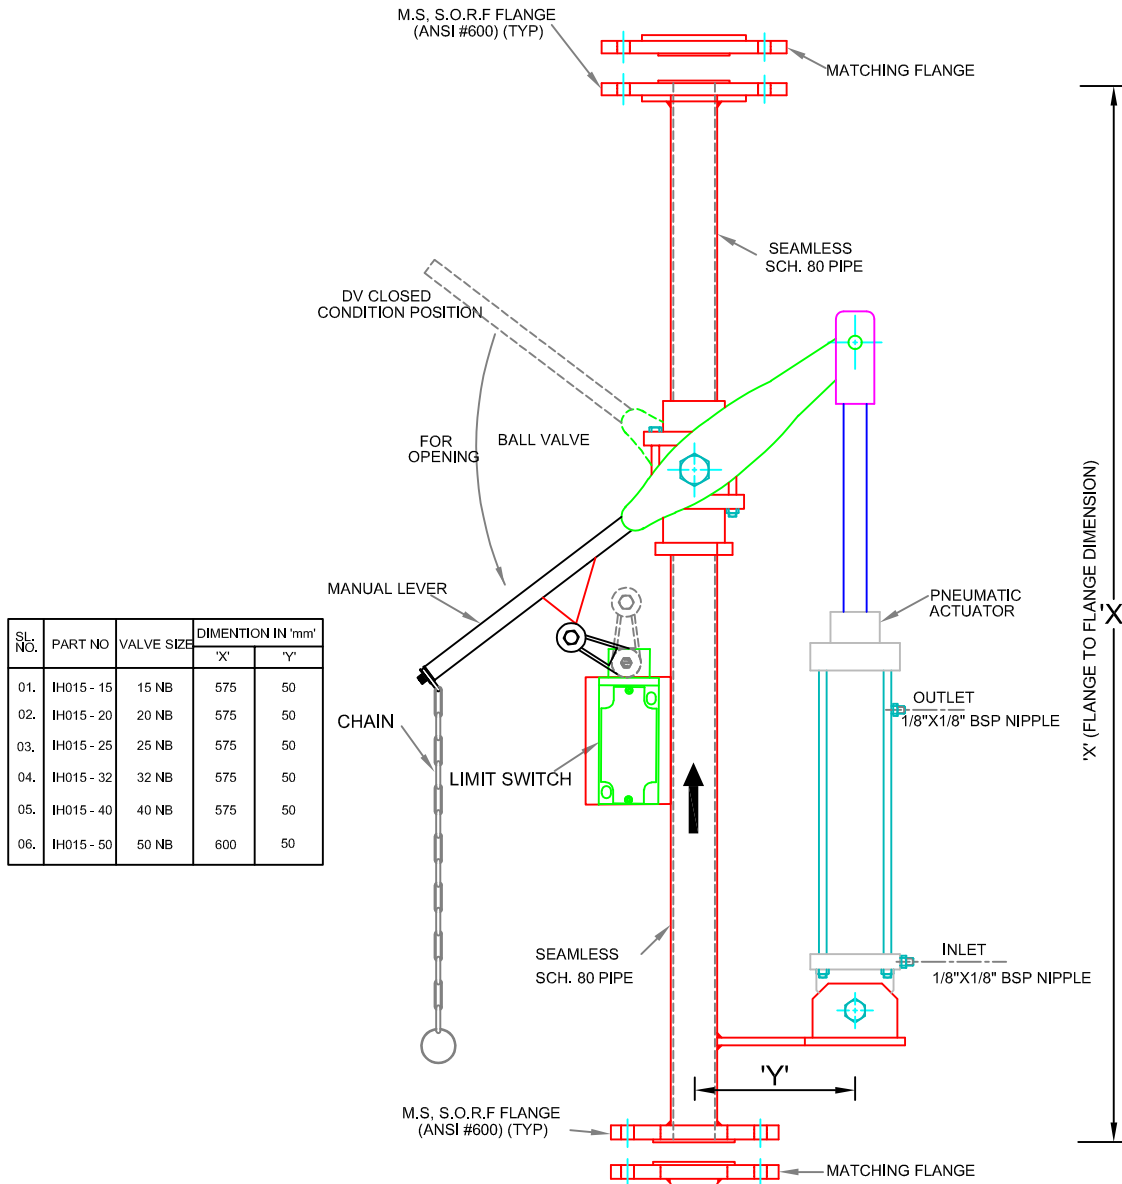 M.S, S.O.R.F FLANGE
(ANSI #600) (TYP)
MATCHING FLANGE
SEAMLESS
SCH. 80 PIPE
DV CLOSED
CONDITION POSITION
FOR
OPENING
BALL VALVE
MANUAL LEVER
PNEUMATIC
ACTUATOR
'X' (FLANGE TO FLANGE DIMENSION)
'X
SL. NO. PART NO VALVE SIZE DIMENTION IN 'mm'
'X' 'Y'
01. IH015 - 15 15 NB 575 50
02. IH015 - 20 20 NB 575 50
03. IH015 - 25 25 NB 575 50
04. IH015 - 32 32 NB 575 50
05. IH015 - 40 40 NB 575 50
06. IH015 - 50 50 NB 600 50
CHAIN
LIMIT SWITCH
OUTLET
1/8"X1/8" BSP NIPPLE
SEAMLESS
SCH. 80 PIPE
INLET
1/8"X1/8" BSP NIPPLE
'Y'
M.S, S.O.R.F FLANGE
(ANSI #600) (TYP)
MATCHING FLANGE